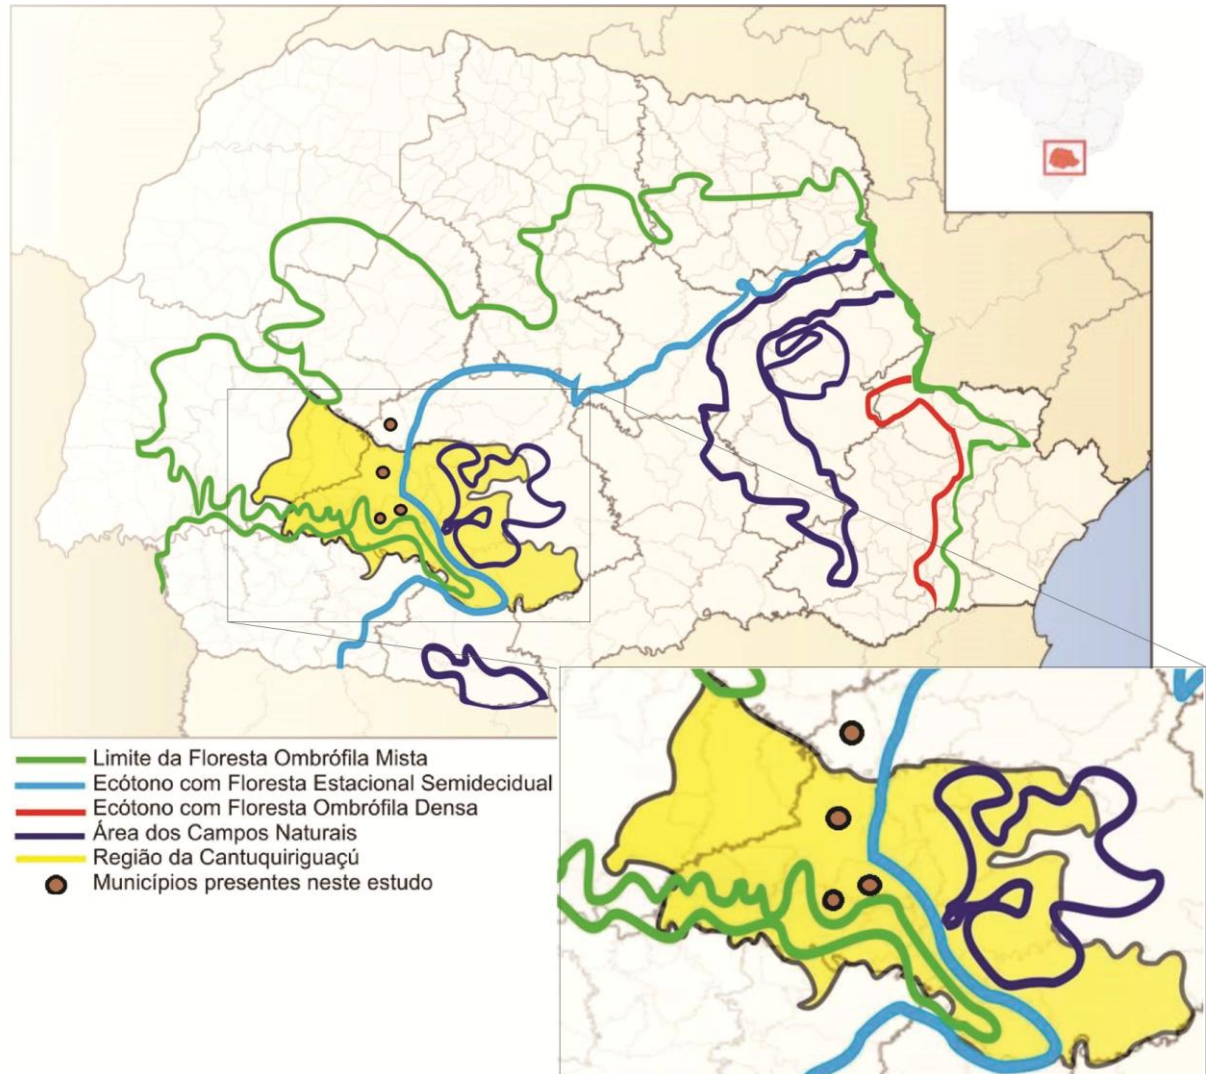 Limite da Floresta Ombrófila Mista
Ecótono com Floresta Estacional Semidecidual
Ecótono com Floresta Ombrófila Densa
Área dos Campos Naturais
Região da Cantuquiriguaçú
Municípios presentes neste estudo